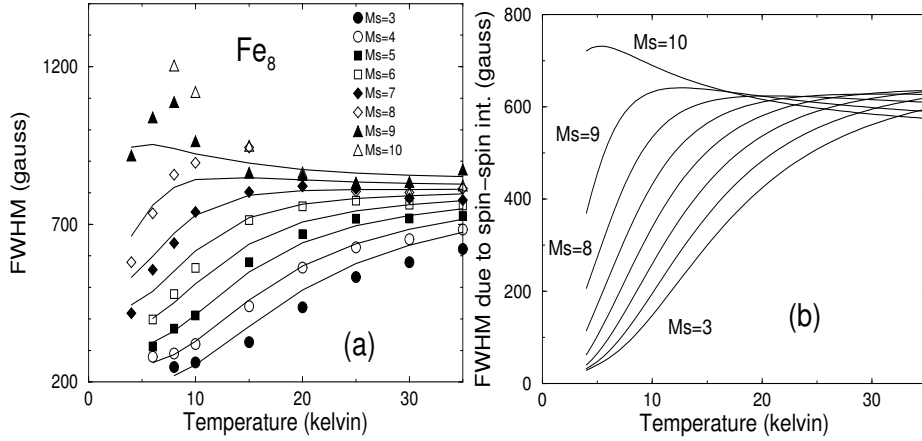 FWHM (gauss)
1200
700
200
Fe8
Ms=3
Ms=4
Ms=5
Ms=6
Ms=7
Ms=8
Ms=9
Ms=10
(a)
0
10
20
30
Temperature (kelvin)
FWHM due to spin−spin int. (gauss)
800
600
400
200
0
Ms=10
Ms=9
Ms=8
Ms=3
(b)
0
10
20
30
Temperature (kelvin)